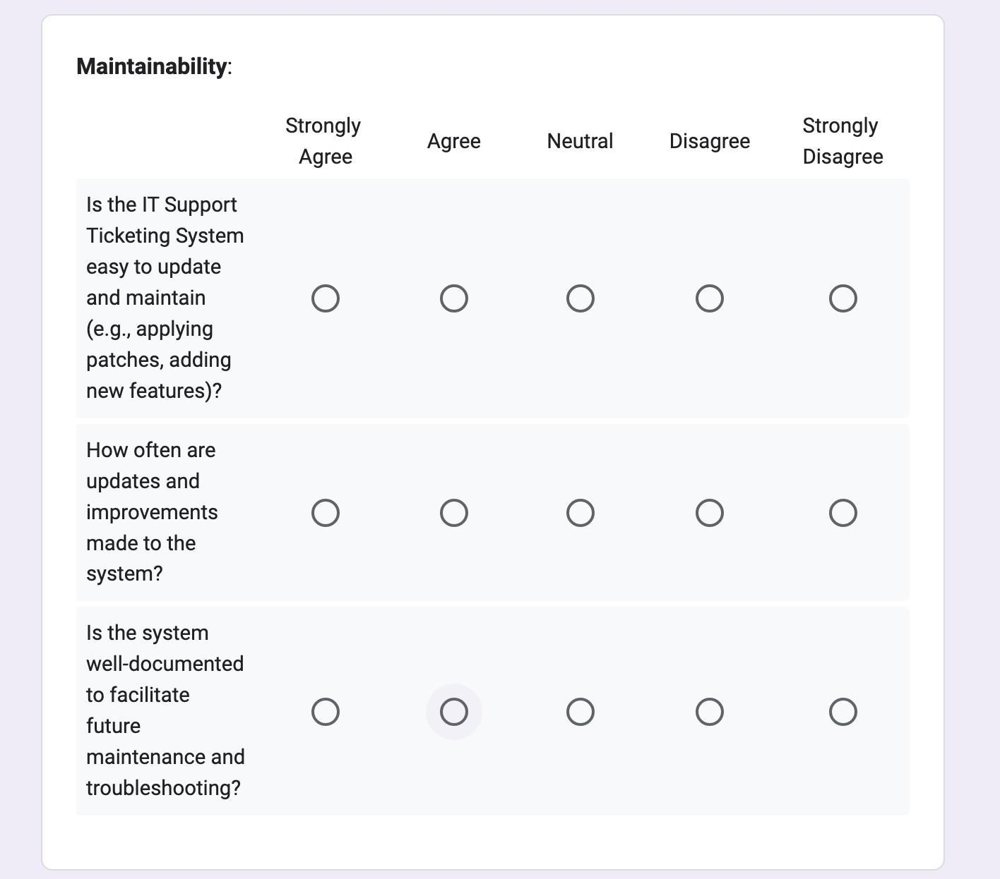 Maintainability:
Strongly
Agree
Agree
Neutral
Disagree
Strongly
Disagree
Is the IT Support
Ticketing System
easy to update
and maintain
(e.g., applying
patches, adding
new features)?
How often are
updates and
improvements
made to the
system?
Is the system
well-documented
to facilitate
future
maintenance and
troubleshooting?